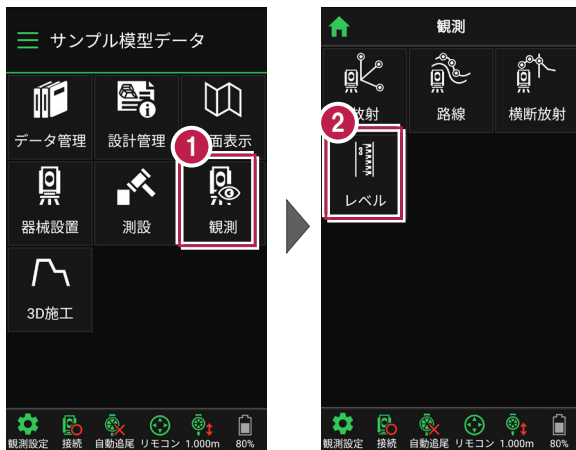 サンプル模型データ
データ管理
設計管理
面表示
1
器械設置
測設
観測
3D施工
観測設定
接続
自動追尾
リモコン
1.000m
80%
観測
射
路線
横断放射
2
レベル
観測設定
接続
自動追尾
リモコン
1.000m
80%